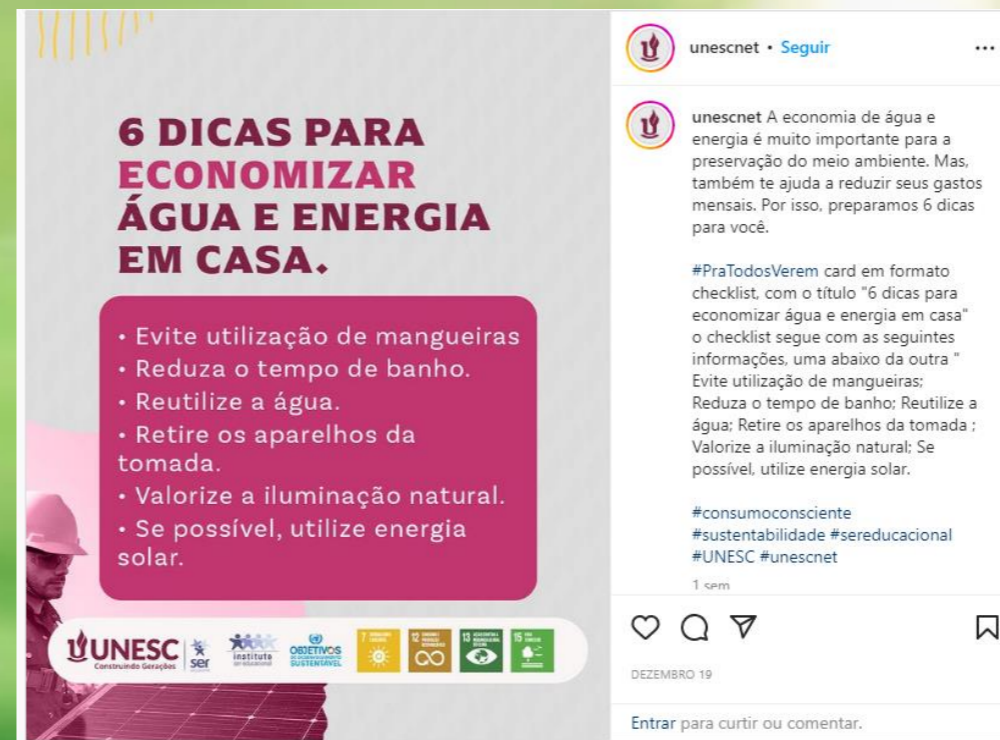 6 DICAS PARA
ECONOMIZAR
ÁGUA E ENERGIA
EM CASA.
• Evite utilização de mangueiras
• Reduza o tempo de banho.
• Reutilize a água.
• Retire os aparelhos da
tomada.
• Valorize a iluminação natural.
• Se possível, utilize energia
solar.
UNESC
Construindo Gerações
ser
instituto
ser educacional
OBJETIVOS
SUSTENTÁVEL
7
12
13
15
unescnet • Seguir
unescnet A economia de água e
energia é muito importante para a
preservação do meio ambiente. Mas,
também te ajuda a reduzir seus gastos
mensais. Por isso, preparamos 6 dicas
para você.
#PraTodosVerem card em formato
checklist, com o título "6 dicas para
economizar água e energia em casa"
o checklist segue com as seguintes
informações, uma abaixo da outra "
Evite utilização de mangueiras;
Reduza o tempo de banho; Reutilize a
água; Retire os aparelhos da tomada ;
Valorize a iluminação natural; Se
possível, utilize energia solar.
#consumoconsciente
#sustentabilidade #sereducacional
#UNESC #unescnet
1 sem
DEZEMBRO 19
Entrar para curtir ou comentar.